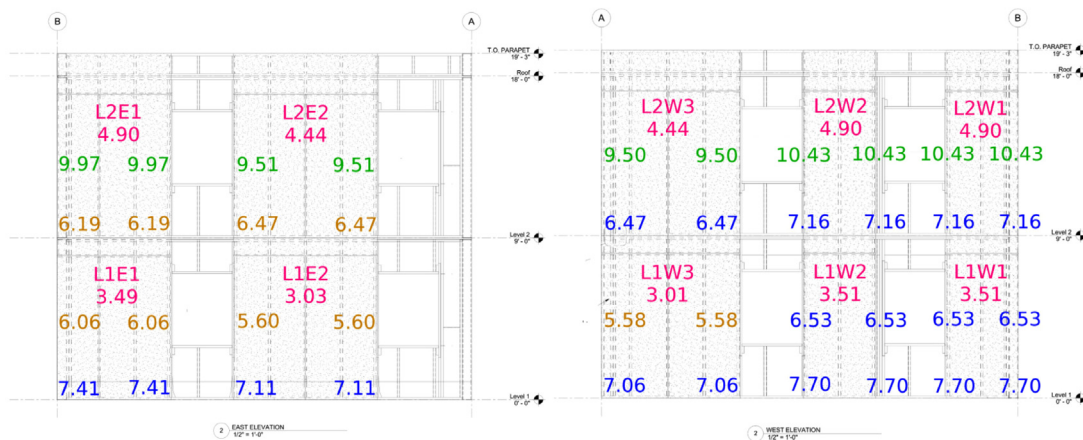 B
A
T.O. PARAPET
19' - 3"
Roof
18' - 0"
L2E1
4.90
L2E2
4.44
9.97
9.97
9.51
9.51
6.19
6.19
6.47
6.47
Level 2
9' - 0"
L1E1
3.49
L1E2
3.03
6.06
6.06
5.60
5.60
7.41
7.41
7.11
7.11
Level 1
0' - 0"
2
EAST ELEVATION
1/2" = 1'-0"
A
B
T.O. PARAPET
19' - 3"
Roof
18' - 0"
L2W3
4.44
L2W2
4.90
L2W1
4.90
9.50
9.50
10.43
10.43
10.43
10.43
6.47
6.47
7.16
7.16
7.16
7.16
Level 2
9' - 0"
L1W3
3.01
L1W2
3.51
L1W1
3.51
5.58
5.58
6.53
6.53
6.53
6.53
7.06
7.06
7.70
7.70
7.70
7.70
Level 1
0' - 0"
2
WEST ELEVATION
1/2" = 1'-0"